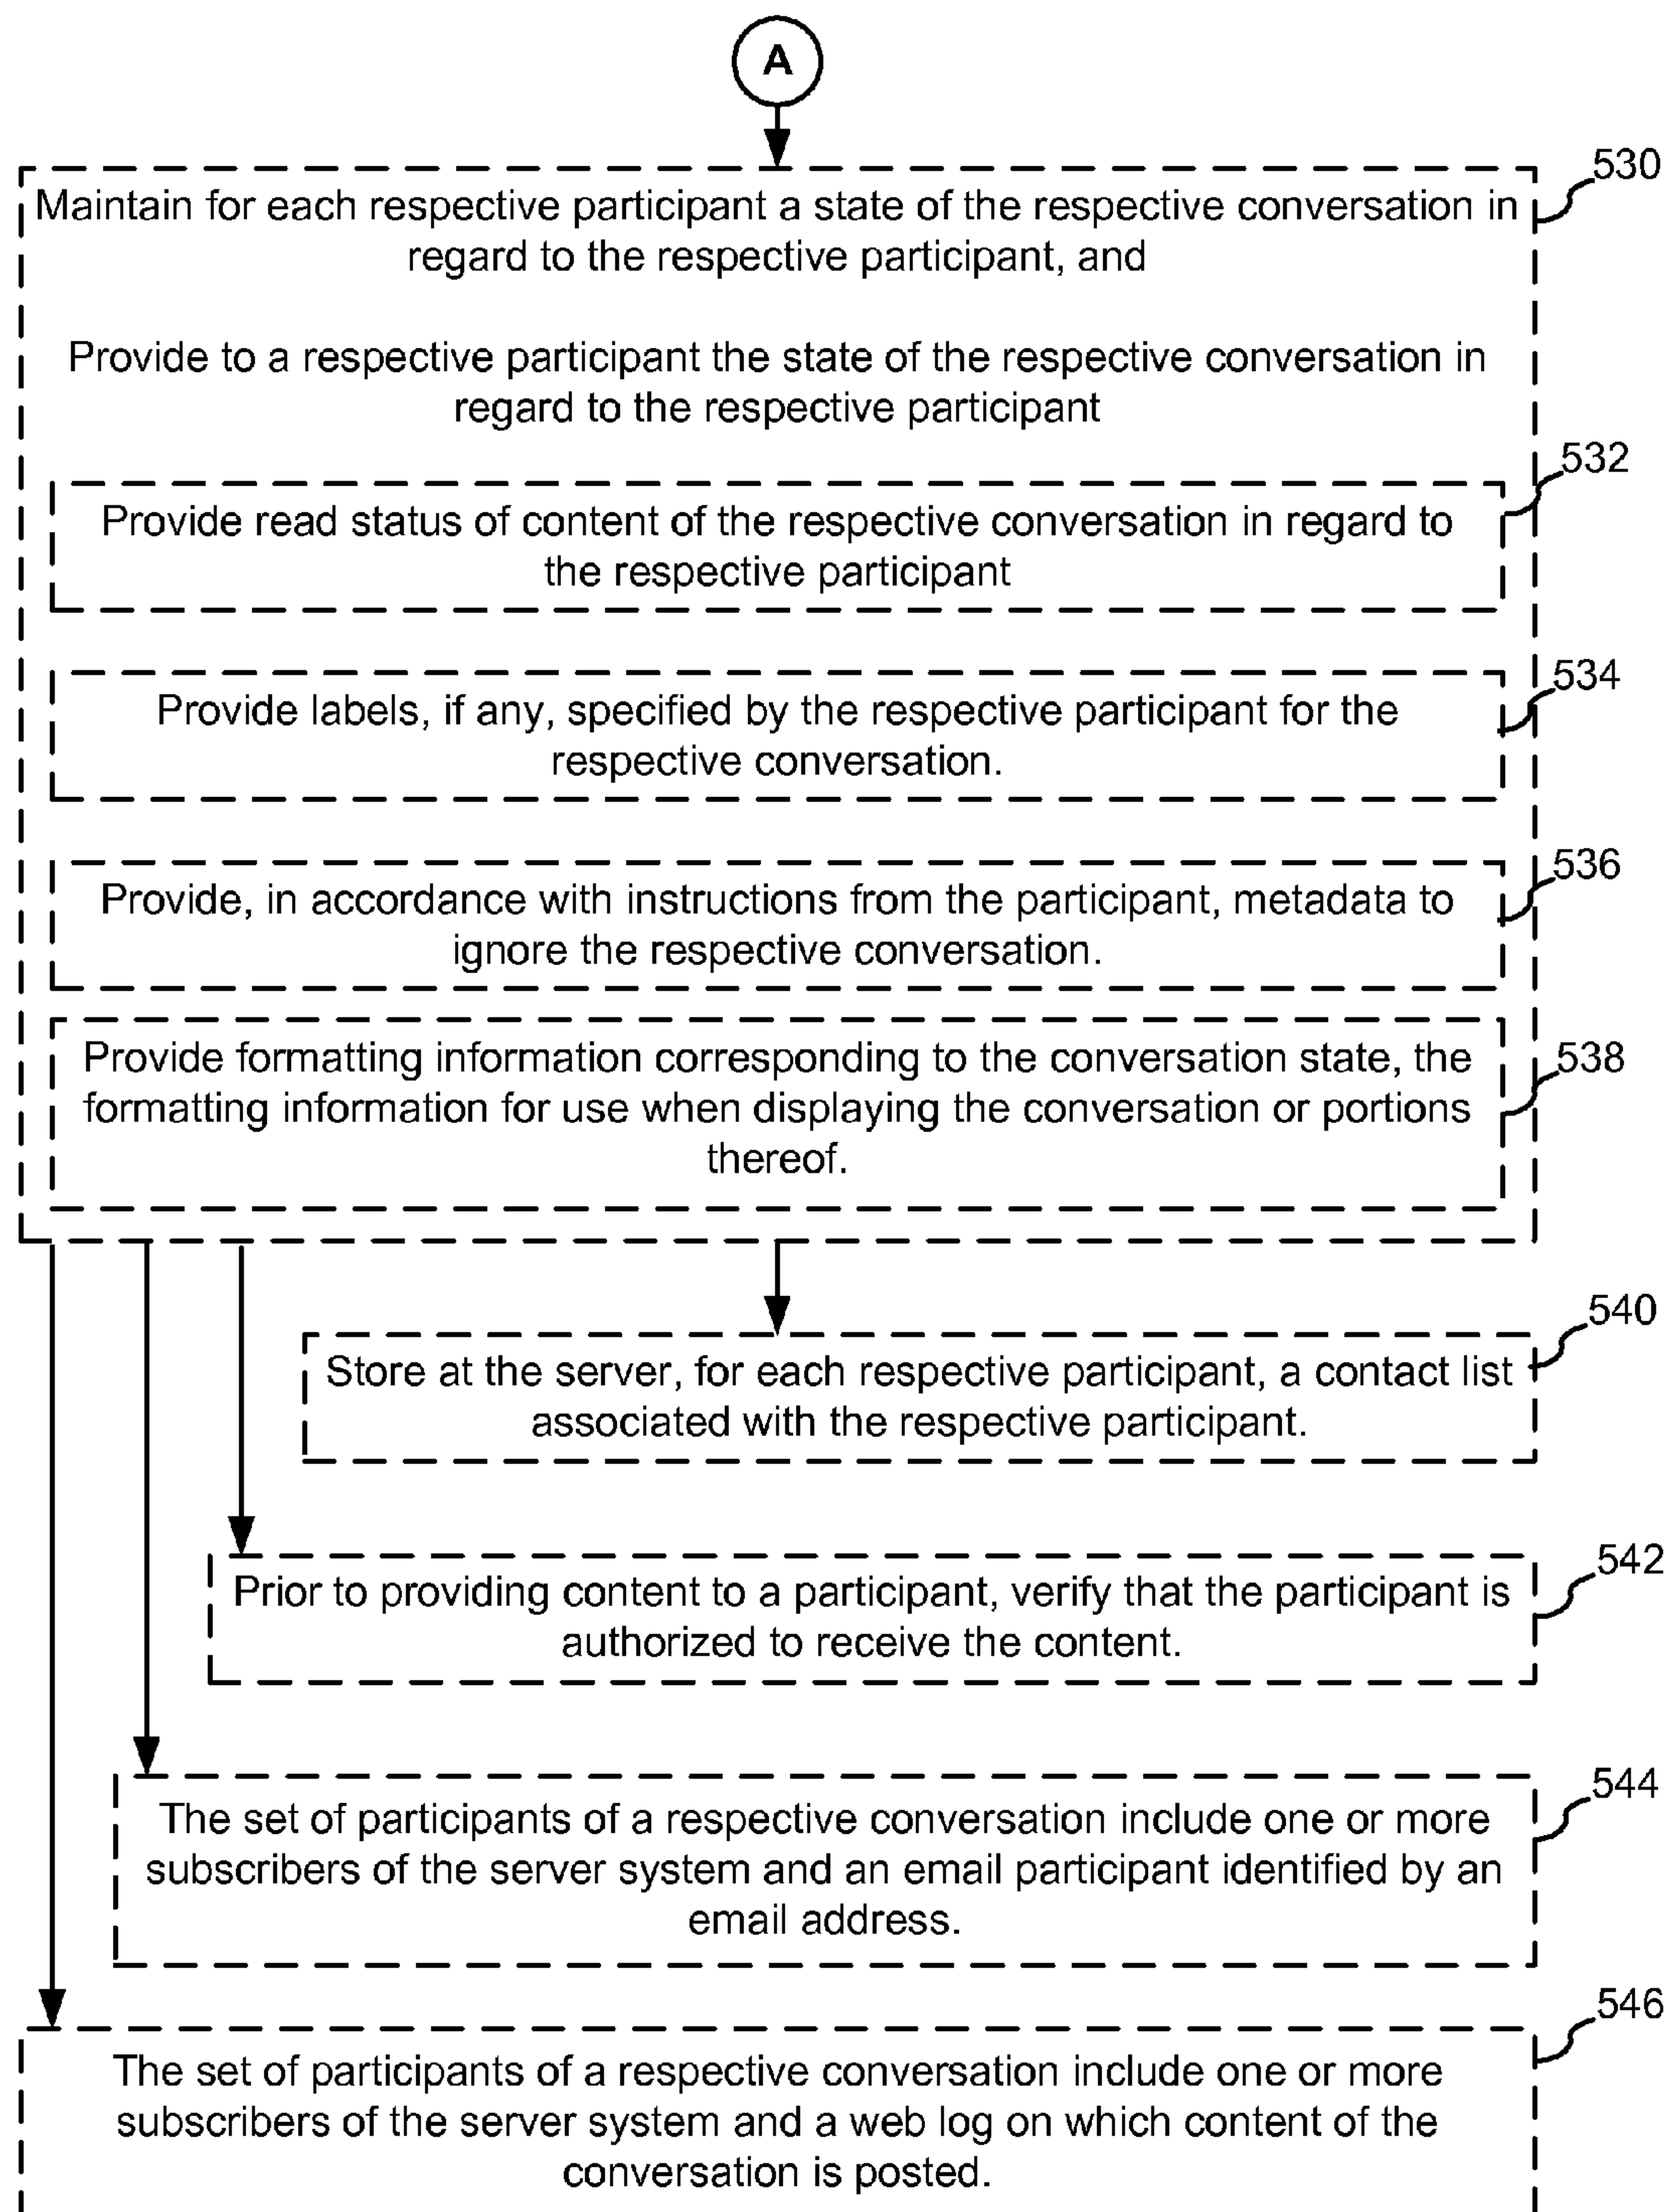 A
530
Maintain for each respective participant a state of the respective conversation in
regard to the respective participant, and
Provide to a respective participant the state of the respective conversation in
regard to the respective participant
532
Provide read status of content of the respective conversation in regard to
the respective participant
534
Provide labels, if any, specified by the respective participant for the
respective conversation.
536
Provide, in accordance with instructions from the participant, metadata to
ignore the respective conversation.
538
Provide formatting information corresponding to the conversation state, the
formatting information for use when displaying the conversation or portions
thereof.
540
Store at the server, for each respective participant, a contact list
associated with the respective participant.
542
Prior to providing content to a participant, verify that the participant is
authorized to receive the content.
544
The set of participants of a respective conversation include one or more
subscribers of the server system and an email participant identified by an
email address.
546
The set of participants of a respective conversation include one or more
subscribers of the server system and a web log on which content of the
conversation is posted.